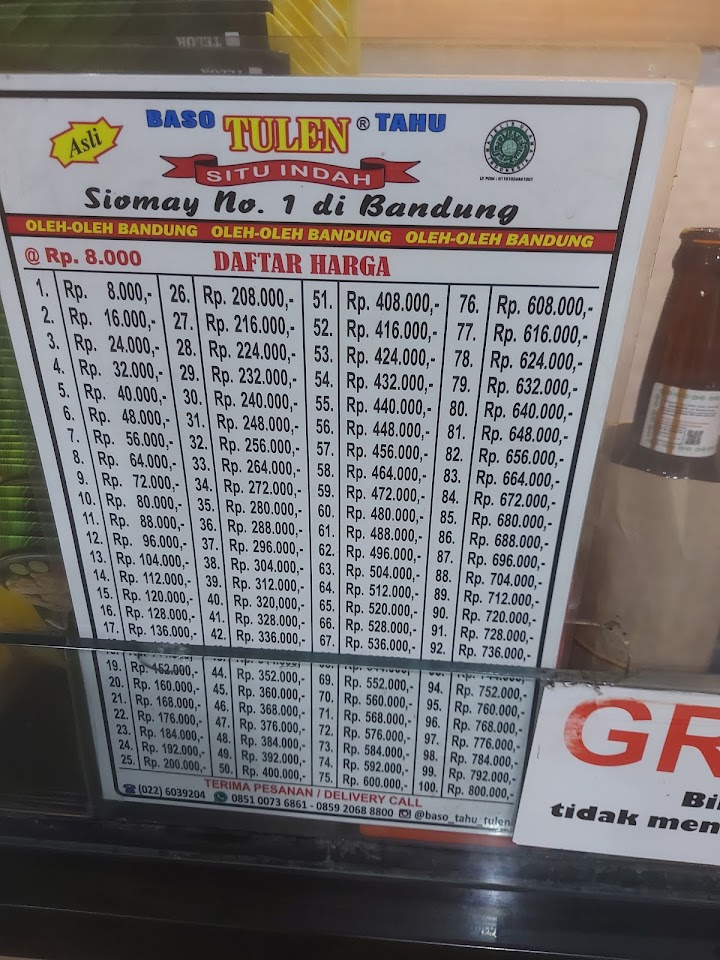 TELOR
Asli
BASO TULEN ® TAHU
SITU INDAH
Siomay No. 1 di Bandung
OLEH-OLEH BANDUNG OLEH-OLEH BANDUNG OLEH-OLEH BANDUNG
@ Rp. 8.000 DAFTAR HARGA
1. Rp. 8.000,- 26. Rp. 208.000,- 51. Rp. 408.000,- 76. Rp. 608.000,-
2. Rp. 16.000,- 27. Rp. 216.000,- 52. Rp. 416.000,- 77. Rp. 616.000,-
3. Rp. 24.000,- 28. Rp. 224.000,- 53. Rp. 424.000,- 78. Rp. 624.000,-
4. Rp. 32.000,- 29. Rp. 232.000,- 54. Rp. 432.000,- 79. Rp. 632.000,-
5. Rp. 40.000,- 30. Rp. 240.000,- 55. Rp. 440.000,- 80. Rp. 640.000,-
6. Rp. 48.000,- 31. Rp. 248.000,- 56. Rp. 448.000,- 81. Rp. 648.000,-
7. Rp. 56.000,- 32. Rp. 256.000,- 57. Rp. 456.000,- 82. Rp. 656.000,-
8. Rp. 64.000,- 33. Rp. 264.000,- 58. Rp. 464.000,- 83. Rp. 664.000,-
9. Rp. 72.000,- 34. Rp. 272.000,- 59. Rp. 472.000,- 84. Rp. 672.000,-
10. Rp. 80.000,- 35. Rp. 280.000,- 60. Rp. 480.000,- 85. Rp. 680.000,-
11. Rp. 88.000,- 36. Rp. 288.000,- 61. Rp. 488.000,- 86. Rp. 688.000,-
12. Rp. 96.000,- 37. Rp. 296.000,- 62. Rp. 496.000,- 87. Rp. 696.000,-
13. Rp. 104.000,- 38. Rp. 304.000,- 63. Rp. 504.000,- 88. Rp. 704.000,-
14. Rp. 112.000,- 39. Rp. 312.000,- 64. Rp. 512.000,- 89. Rp. 712.000,-
15. Rp. 120.000,- 40. Rp. 320,000,- 65. Rp. 520.000,- 90. Rp. 720.000,-
16. Rp. 128.000,- 41. Rp. 328.000,- 66. Rp. 528.000,- 91. Rp. 728.000,-
17. Rp. 136.000,- 42. Rp. 336.000,- 67. Rp. 536.000,- 92. Rp. 736.000,-
19. Rp. 152.000,- 44. Rp. 352.000,- 69. Rp. 552.000,- 94. Rp. 752.000,-
20. Rp. 160.000,- 45. Rp. 360.000,- 70. Rp. 560.000,- 95. Rp. 760.000,-
21. Rp. 168.000,- 46. Rp. 368.000,- 71. Rp. 568.000,- 96. Rp. 768.000,-
22. Rp. 176.000,- 47. Rp. 376.000,- 72. Rp. 576.000,- 97. Rp. 776.000,-
23. Rp. 184.000,- 48. Rp. 384.000,- 73. Rp. 584.000,- 98. Rp. 784.000,-
24. Rp. 192.000,- 49. Rp. 392.000,- 74. Rp. 592.000,- 99. Rp. 792.000,-
25. Rp. 200.000,- 50. Rp. 400.000,- 75. Rp. 600.000,- 100. Rp. 800.000,-
TERIMA PESANAN / DELIVERY CALL
(022) 6039204 0851 0073 6861 - 0859 2068 8800 @baso_tahu_tulen
GR
Bi
tidak mem